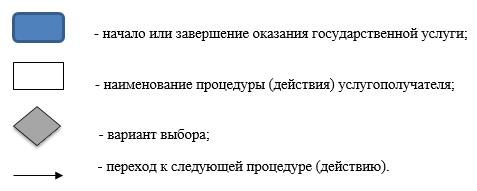 - начало или завершение оказания государственной услуги;
- наименование процедуры (действия) услугополучателя;
- вариант выбора;
- переход к следующей процедуре (действию).